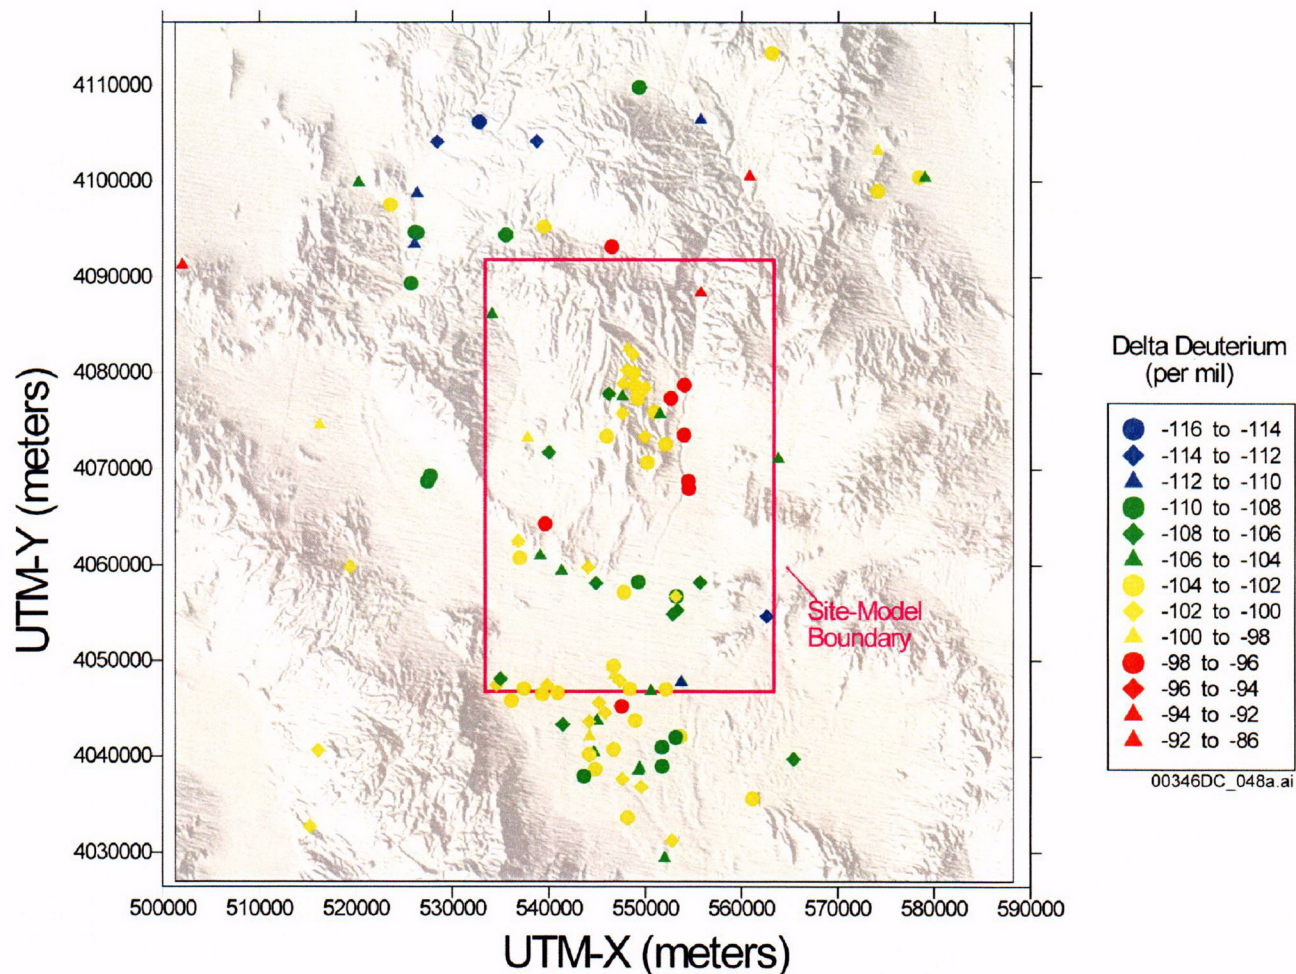 4110000
4100000
4090000
4080000
4070000
4060000
4050000
4040000
4030000
UTM-Y (meters)
500000 510000 520000 530000 540000 550000 560000 570000 580000 590000
UTM-X (meters)
Site-Model
Boundary
Delta Deuterium
(per mil)
-116 to -114
-114 to -112
-112 to -110
-110 to -108
-108 to -106
-106 to -104
-104 to -102
-102 to -100
-100 to -98
-98 to -96
-96 to -94
-94 to -92
-92 to -86
00346DC_048a.ai